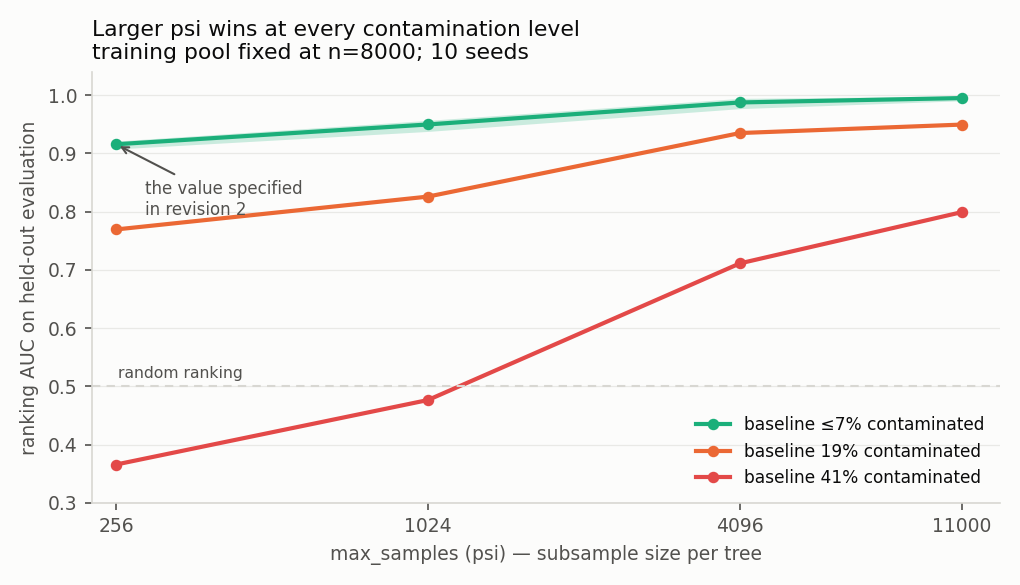 Larger psi wins at every contamination level
training pool fixed at n=8000; 10 seeds
ranking AUC on held-out evaluation
1.0
0.9
0.8
0.7
0.6
0.5
0.4
0.3
the value specified
in revision 2
random ranking
baseline ≤7% contaminated
baseline 19% contaminated
baseline 41% contaminated
256
1024
4096
11000
max_samples (psi) — subsample size per tree